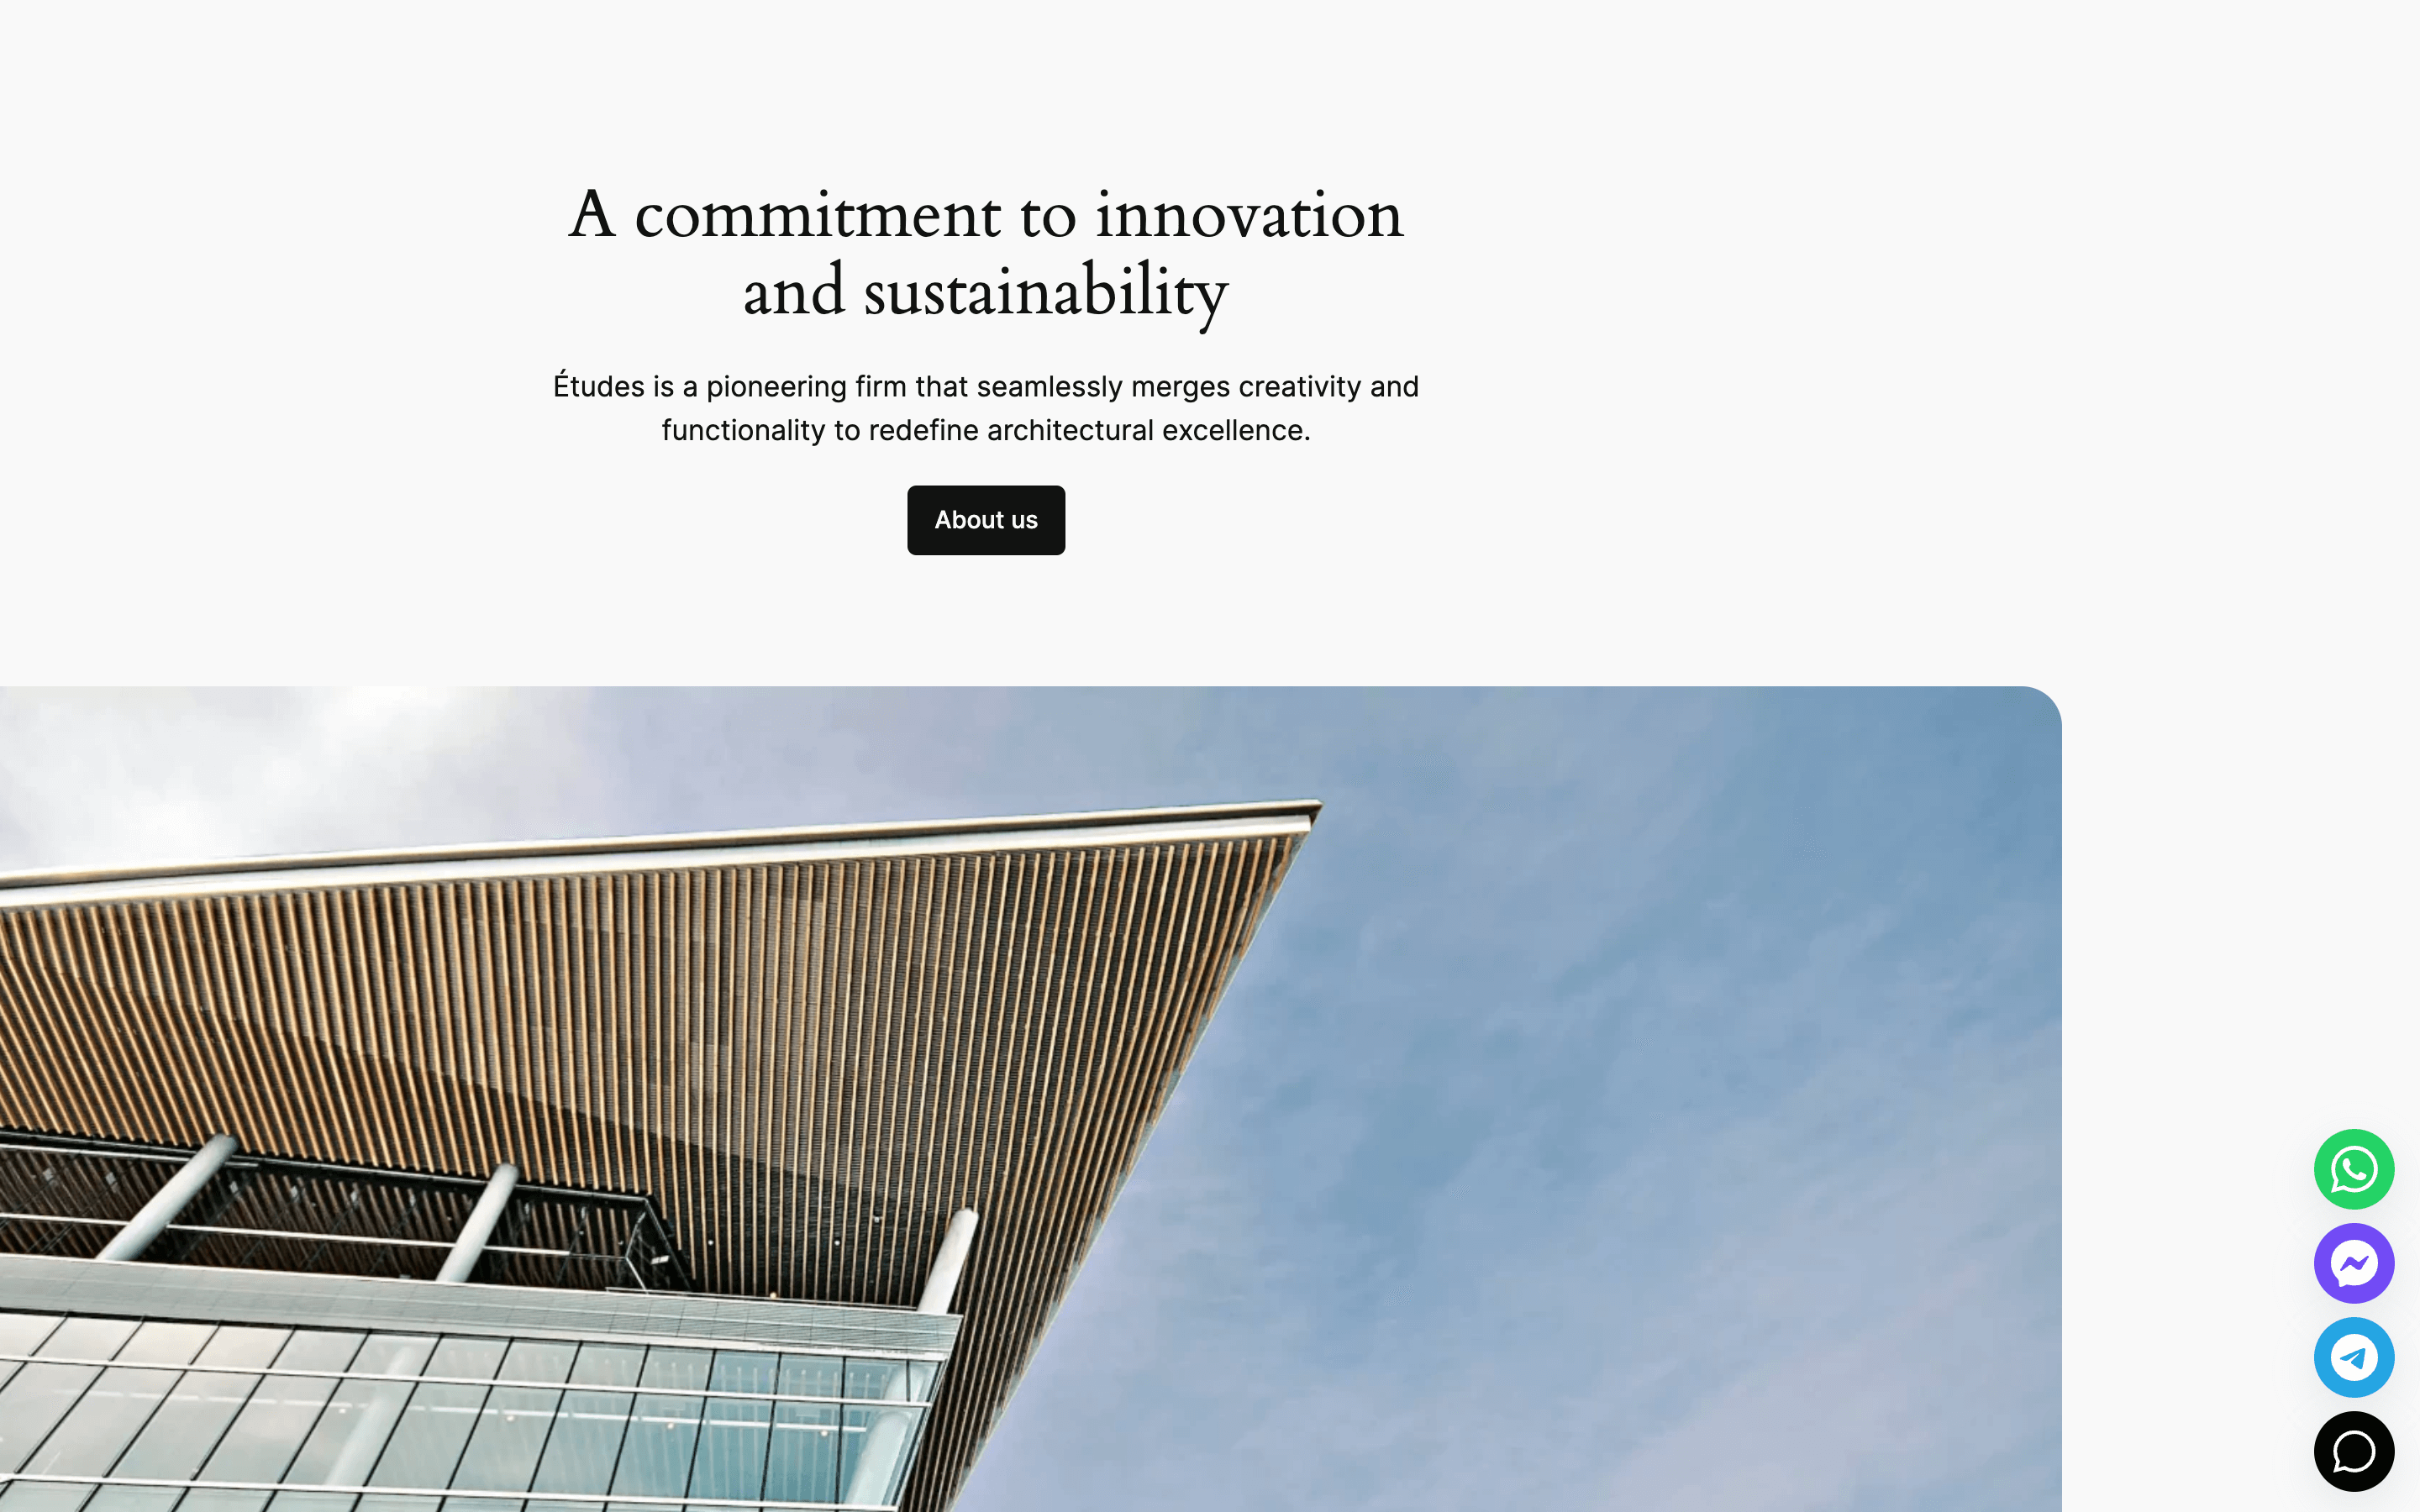 A commitment to innovation
and sustainability
Études is a pioneering firm that seamlessly merges creativity and
functionality to redefine architectural excellence.
About us